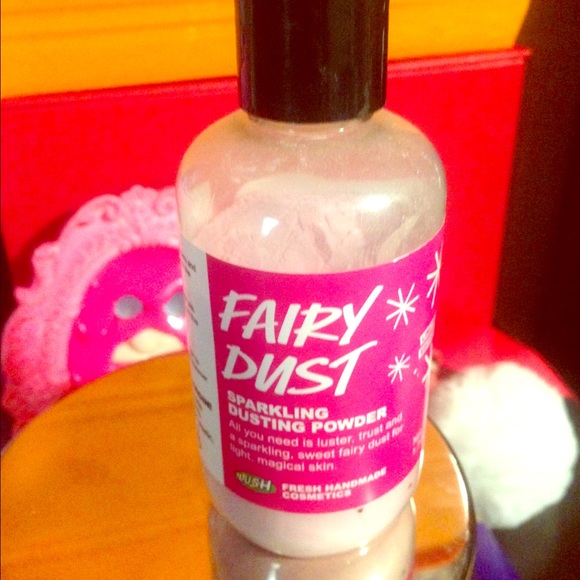 FAIRY
DUST
SPARKLING
DUSTING POWDER
All you need is luster, trust and
a sparkling, sweet fairy dust for
light, magical skin.
LUSH
FRESH HANDMADE
COSMETICS